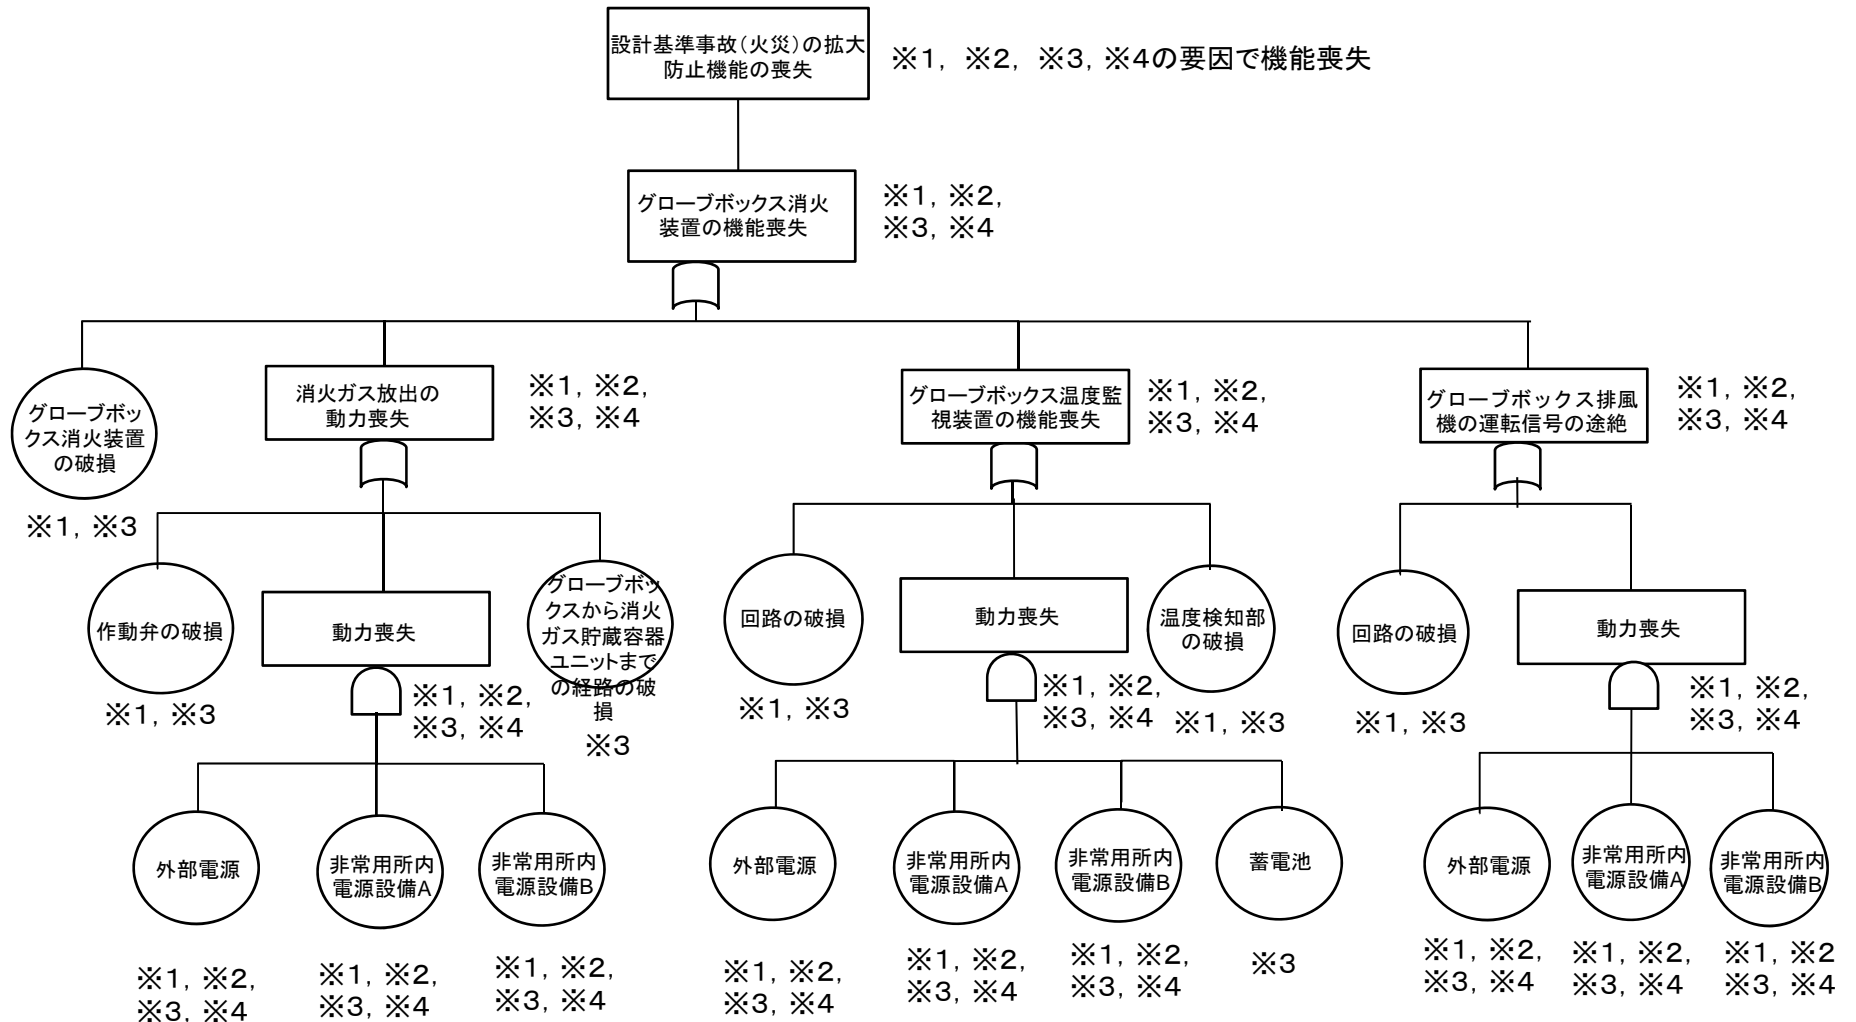 設計基準事故(火災)の拡大
防止機能の喪失
※1, ※2, ※3, ※4の要因で機能喪失
グローブボックス消火
装置の機能喪失
※1, ※2,
※3, ※4
グローブボッ
クス消火装置
の破損
※1, ※3
消火ガス放出の
動力喪失
※1, ※2,
※3, ※4
グローブボックス温度監
視装置の機能喪失
※1, ※2,
※3, ※4
グローブボックス排風
機の運転信号の途絶
※1, ※2,
※3, ※4
作動弁の破損
※1, ※3
動力喪失
※1, ※2,
※3, ※4
グローブボッ
クスから消火
ガス貯蔵容器
ユニットまで
の経路の破
損
※3
回路の破損
※1, ※3
動力喪失
※1, ※2,
※3, ※4
温度検知部
の破損
※1, ※3
回路の破損
※1, ※3
動力喪失
※1, ※2,
※3, ※4
外部電源
※1, ※2,
※3, ※4
非常用所内
電源設備A
※1, ※2,
※3, ※4
非常用所内
電源設備B
※1, ※2,
※3, ※4
外部電源
※1, ※2,
※3, ※4
非常用所内
電源設備A
※1, ※2,
※3, ※4
非常用所内
電源設備B
※1, ※2,
※3, ※4
蓄電池
※3
外部電源
※1, ※2,
※3, ※4
非常用所内
電源設備A
※1, ※2,
※3, ※4
非常用所内
電源設備B
※1, ※2
※3, ※4